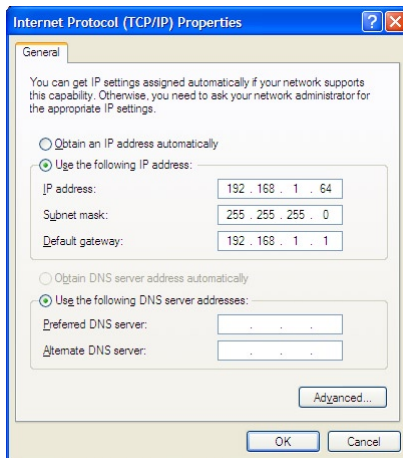 Internet Protocol (TCP/IP) Properties
General
You can get IP settings assigned automatically if your network supports
this capability. Otherwise, you need to ask your network administrator for
the appropriate IP settings.
Obtain an IP address automatically
Use the following IP address:
IP address: 192 . 168 . 1 . 64
Subnet mask: 255 . 255 . 255 . 0
Default gateway: 192 . 168 . 1 . 1
Obtain DNS server address automatically
Use the following DNS server addresses:
Preferred DNS server: . . .
Alternate DNS server: . . .
Advanced...
OK Cancel